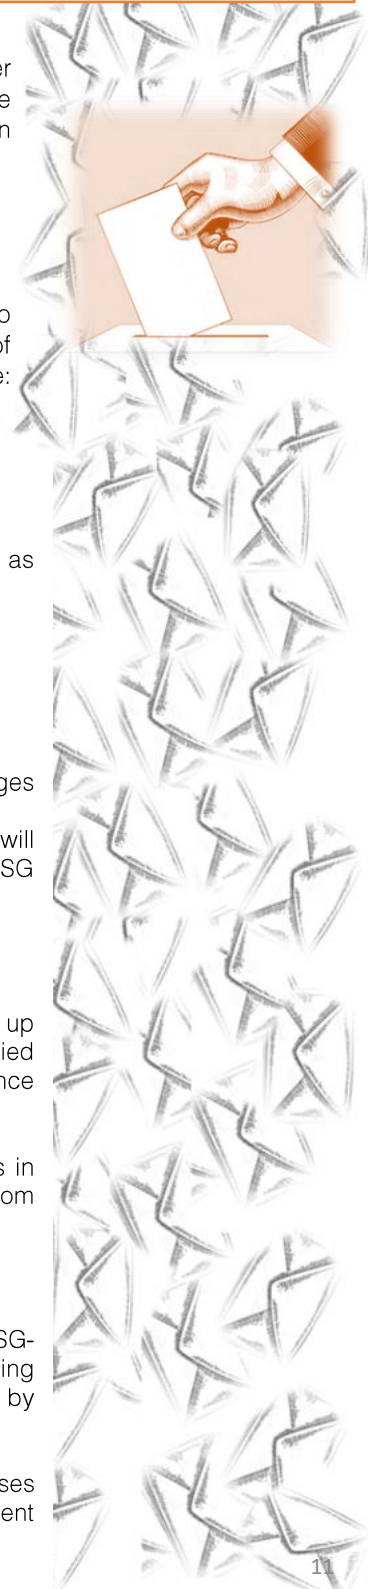 er
e
n
o
of
e:
as
ges
will
SG
up
ied
nce
s in
om
SG-
ing
by
ses
ent
11